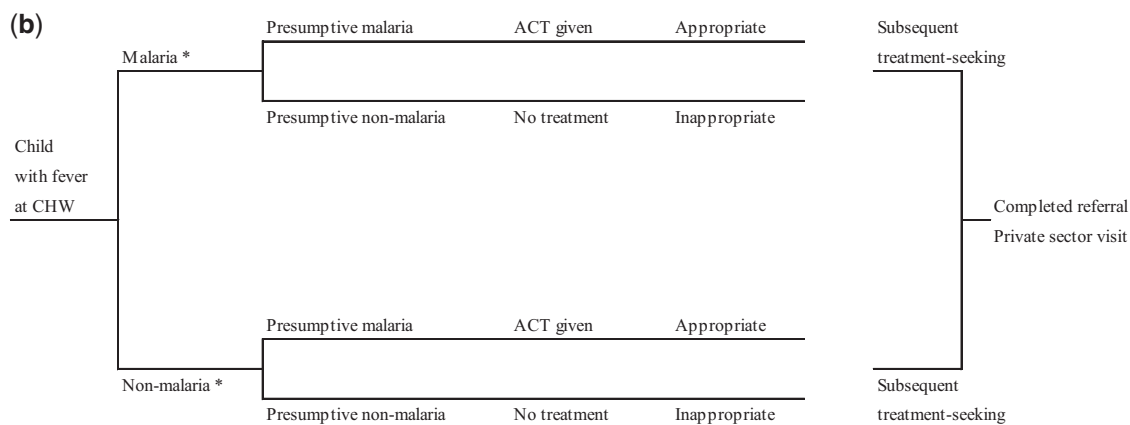 (b)
Presumptive malaria ACT given Appropriate
Subsequent
treatment-seeking
Malaria *
Presumptive non-malaria No treatment Inappropriate
Child
with fever
at CHW
Completed referral
Private sector visit
Presumptive malaria ACT given Appropriate
Non-malaria *
Presumptive non-malaria No treatment Inappropriate
Subsequent
treatment-seeking